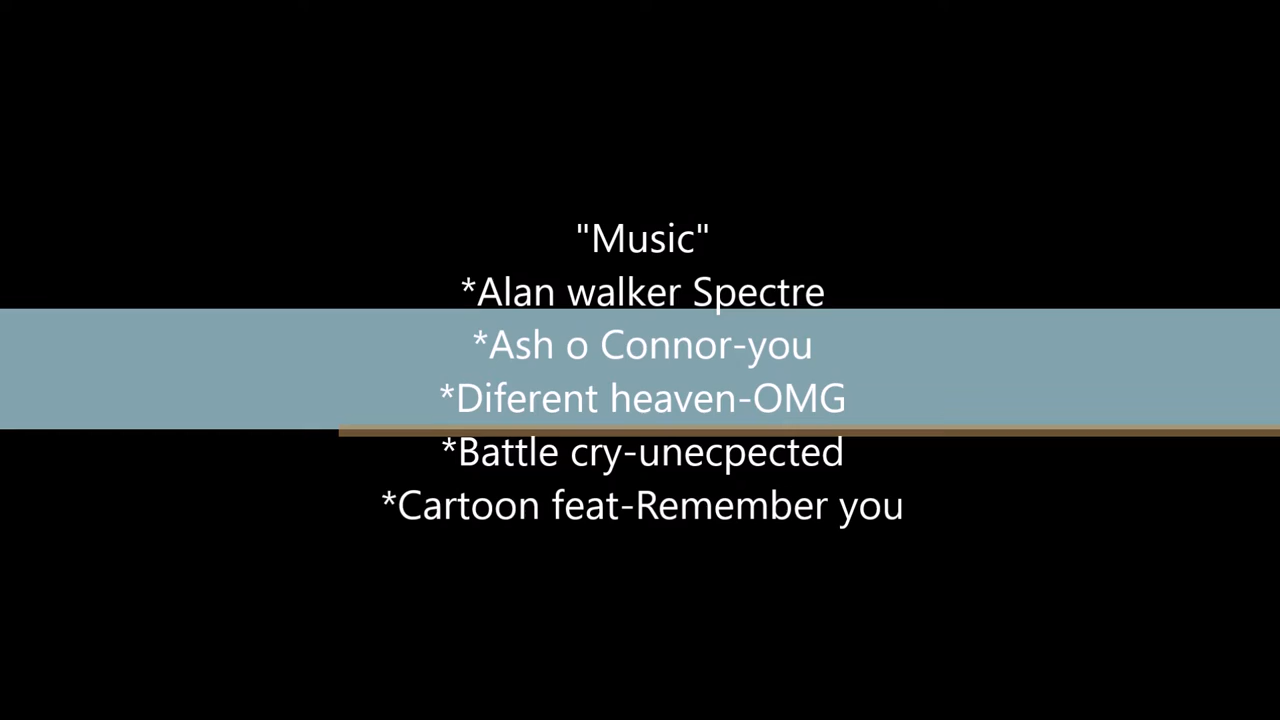 "Music"
*Alan walker Spectre
*Ash o Connor-you
*Diferent heaven-OMG
*Battle cry-unecpected
*Cartoon feat-Remember you